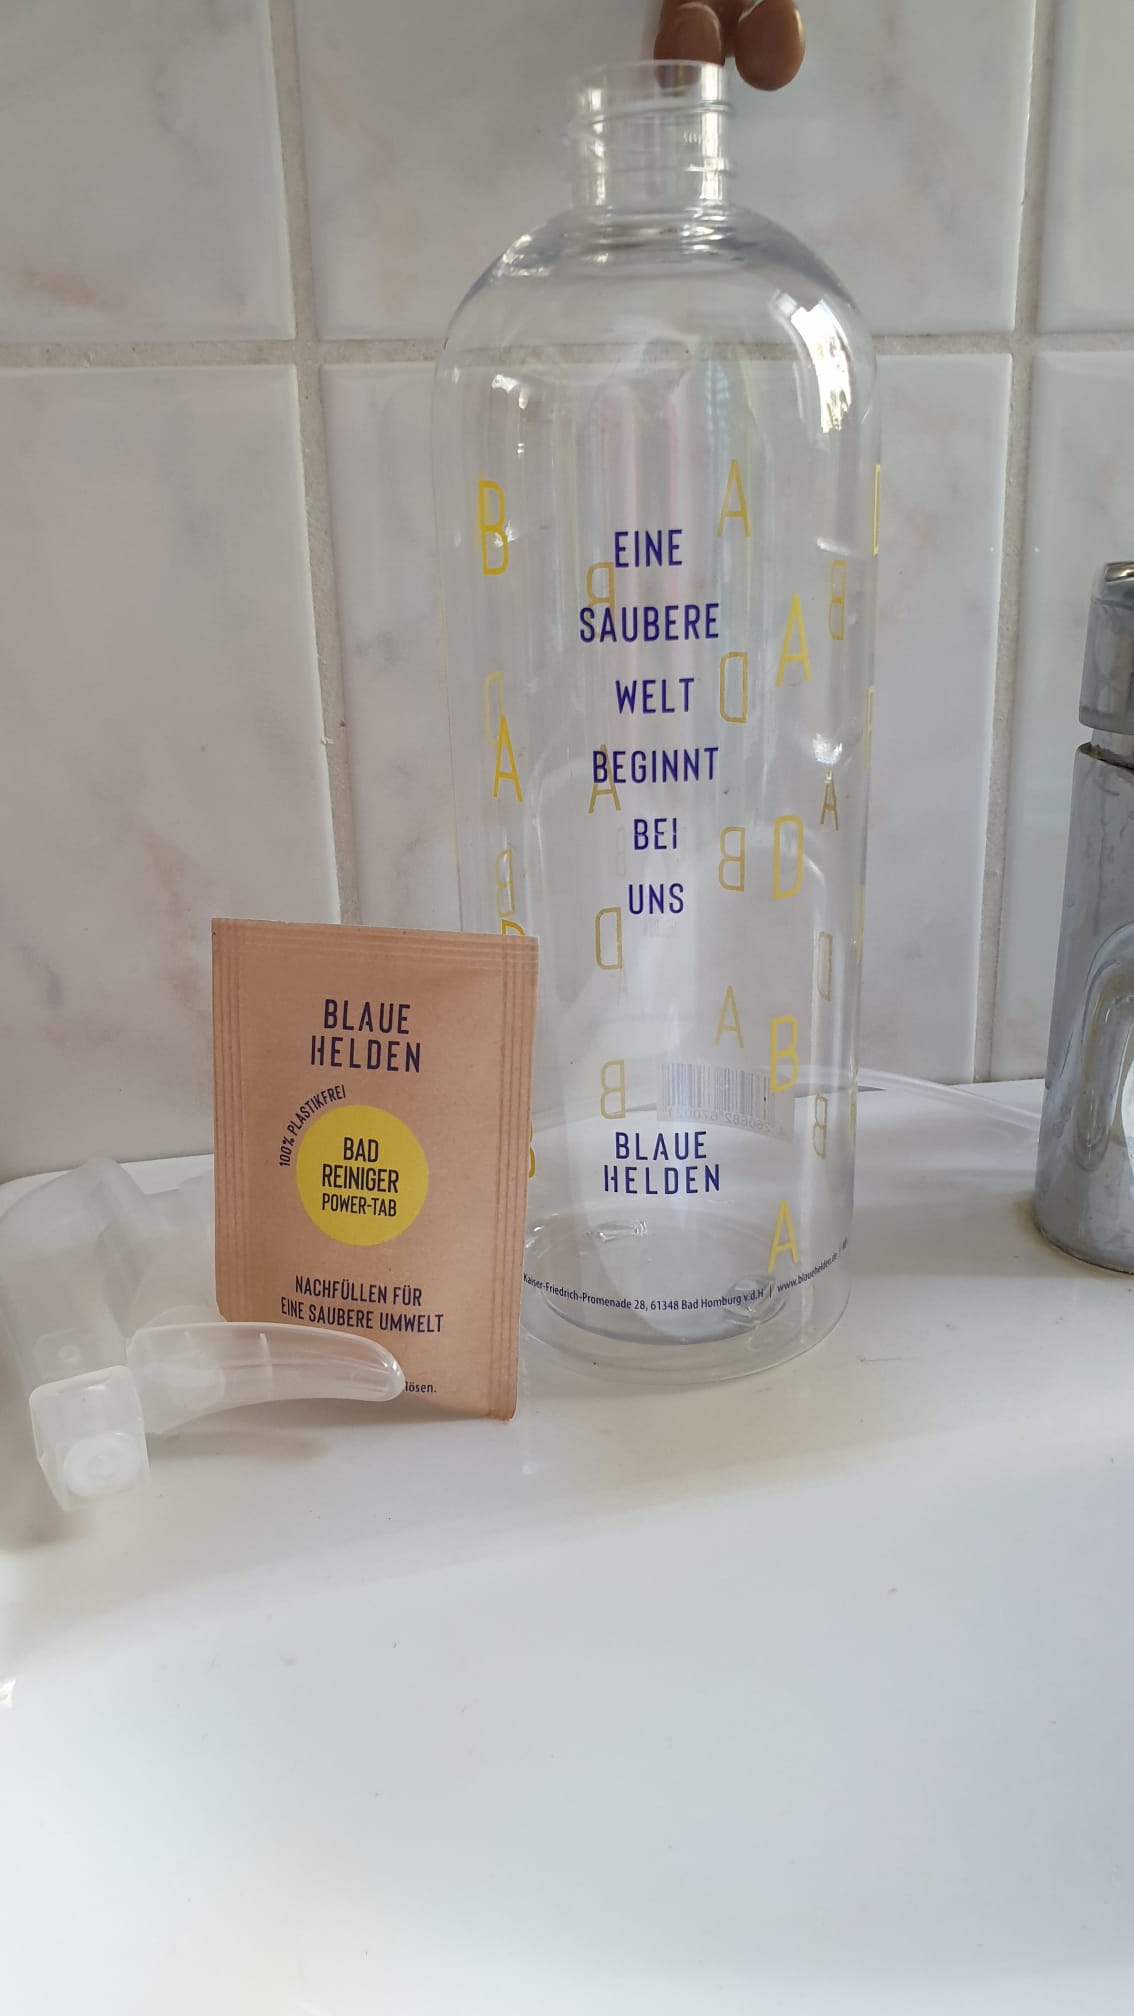 EINE
SAUBERE
WELT
BEGINNT
BEI
UNS
BLAUE
HELDEN
Kaiser-Friedrich-Promenade 28, 61348 Bad Homburg v.d.H | www.blauehelden.de |
BLAUE
HELDEN
100% PLASTIKFREI
BAD
REINIGER
POWER-TAB
NACHFÜLLEN FÜR
EINE SAUBERE UMWELT
lösen.
B
A
A
A
D
B
A